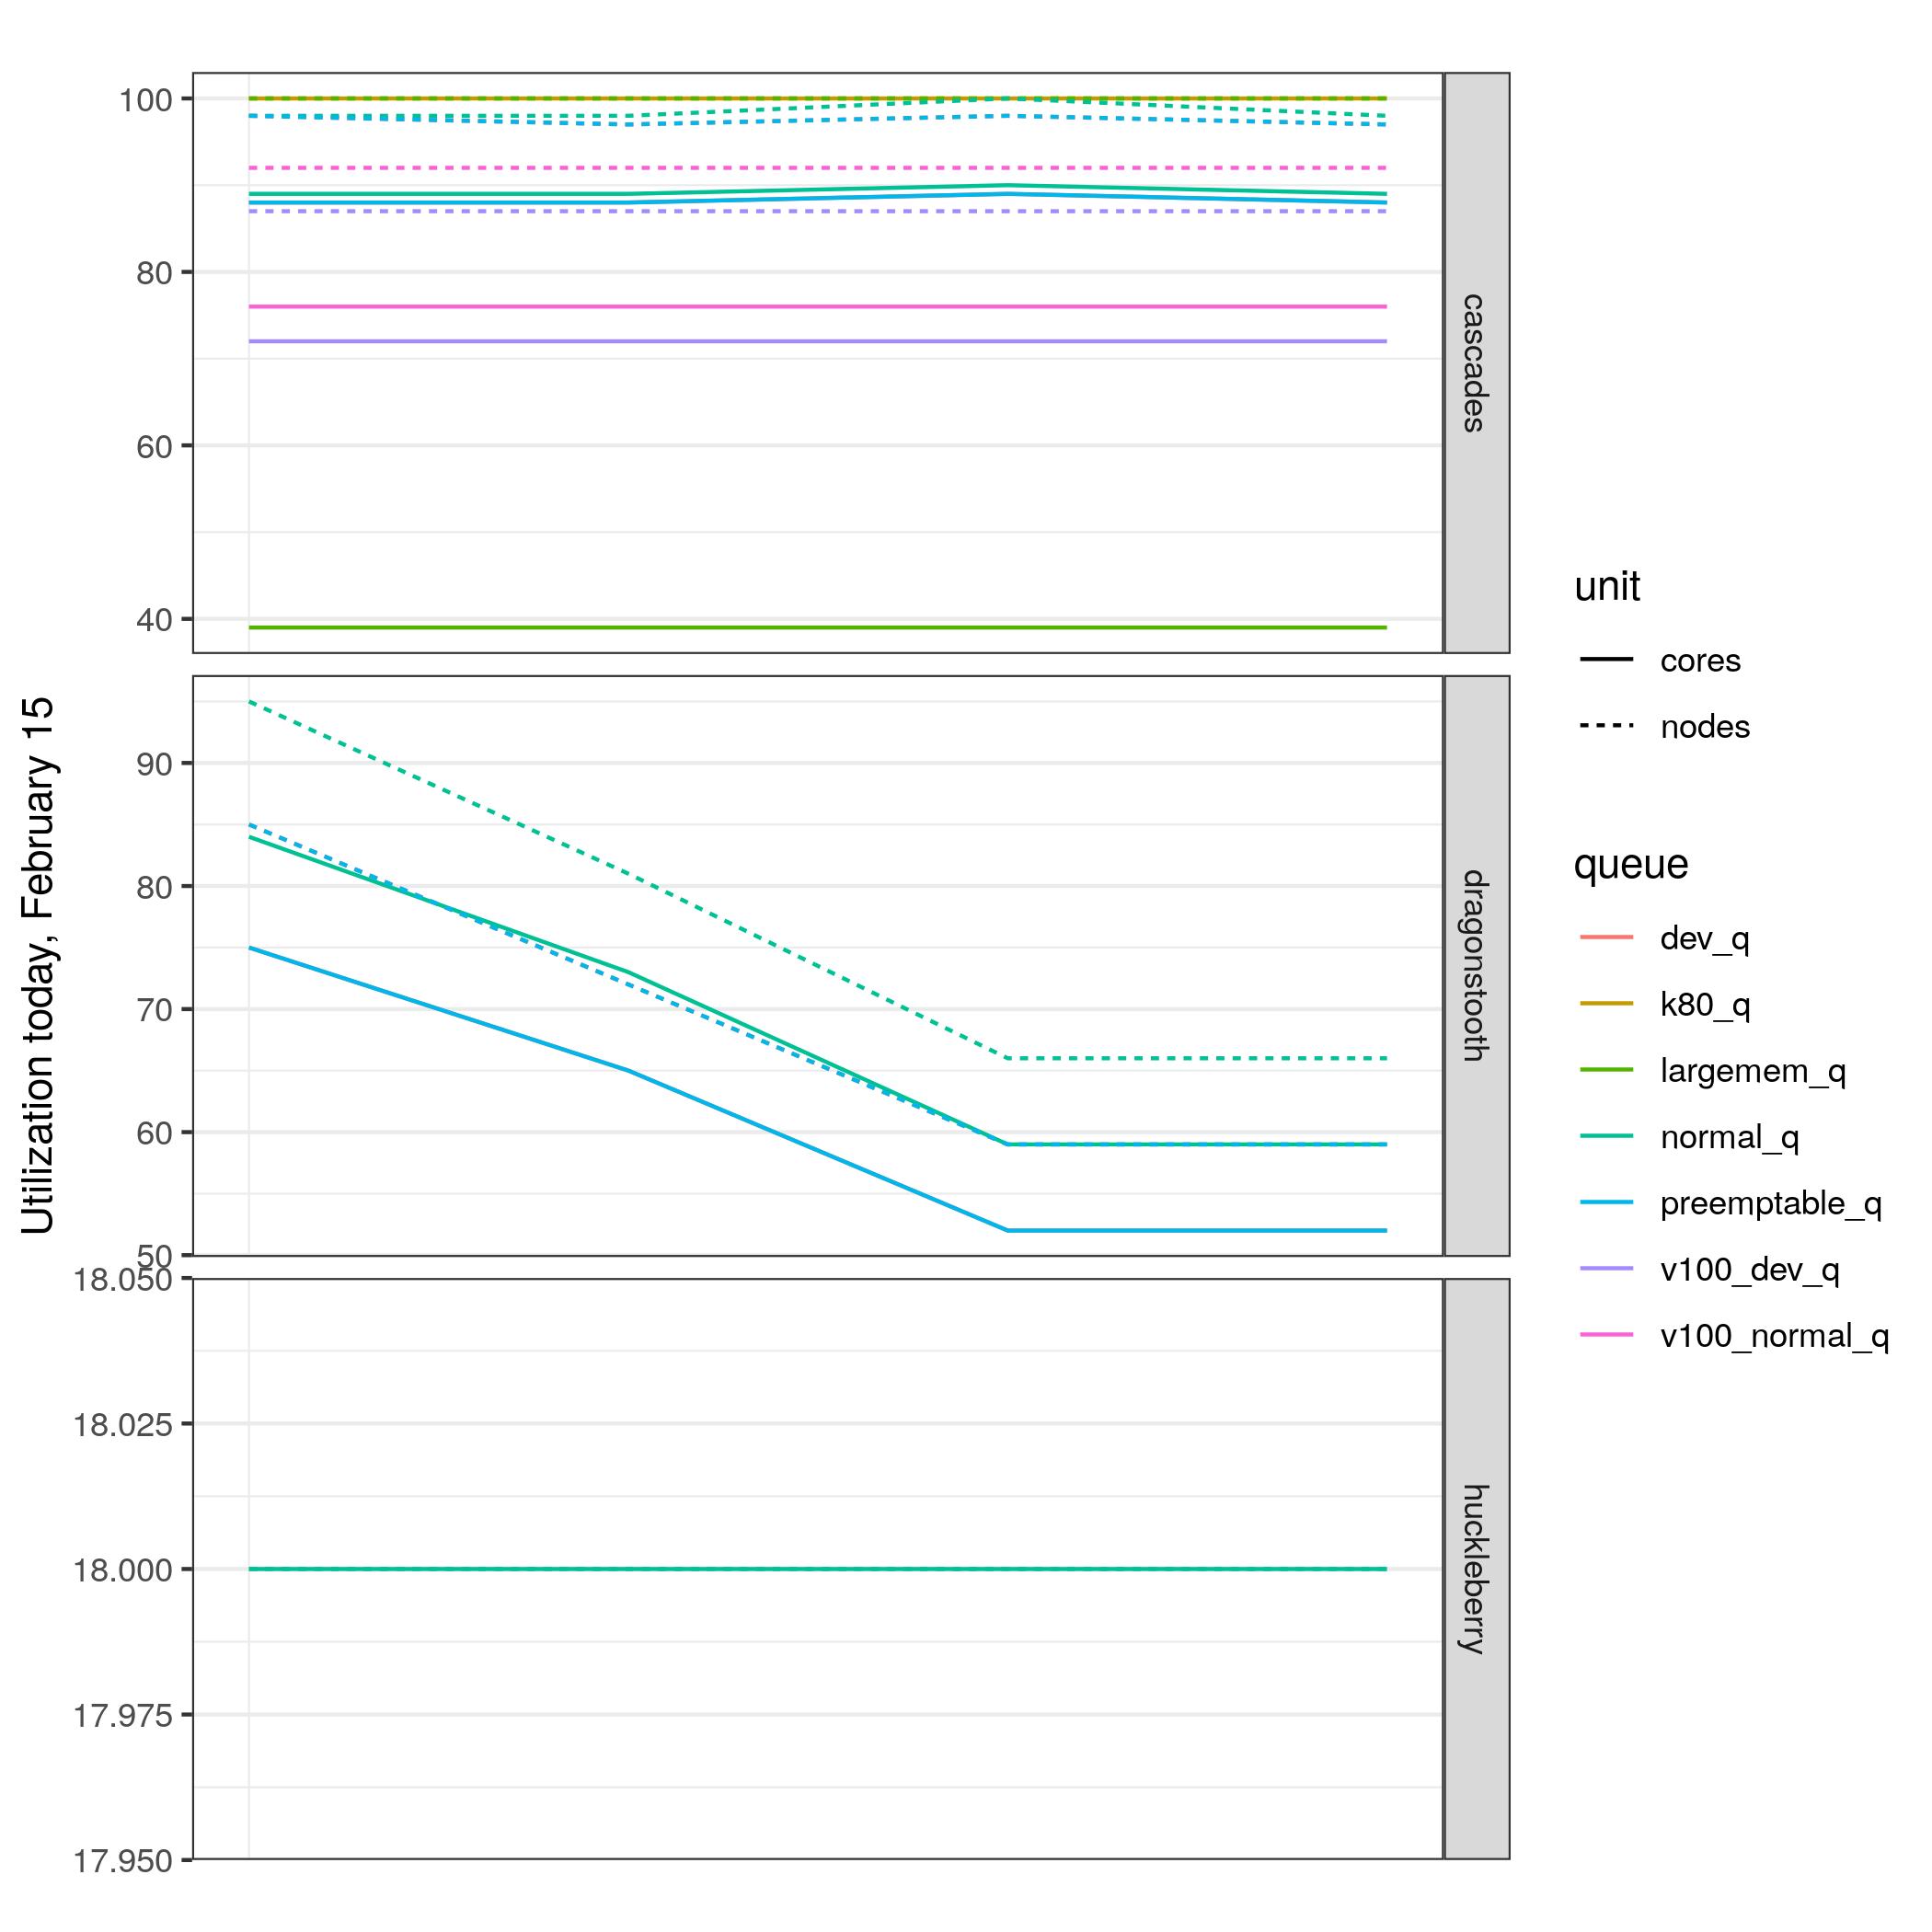 Utilization today, February 15
100
80
60
40
cascades
90
80
70
60
50
dragonstooth
18.050
18.025
18.000
17.975
17.950
huckleberry
unit
cores
nodes
queue
dev_q
k80_q
largemem_q
normal_q
preemptable_q
v100_dev_q
v100_normal_q